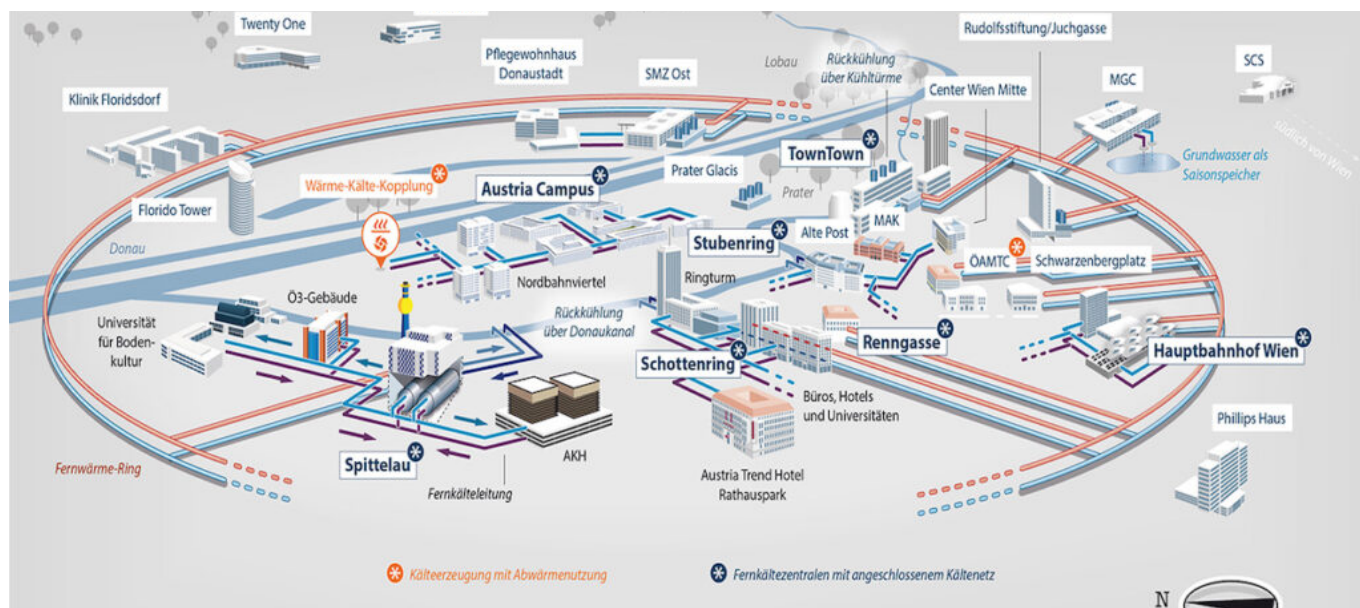 Twenty One
Rudolfsstiftung/Juchgasse
Pflegewohnhaus
Donaustadt
SMZ Ost
Lobau
Rückkühlung
über Kühltürme
Center Wien Mitte
MGC
SCS
südlich von Wien
Klinik Floridsdorf
Grundwasser als
Saisonspeicher
TownTown
Prater Glacis
Prater
Wärme-Kälte-Kopplung
Austria Campus
Florido Tower
Donau
Stubenring
Alte Post
MAK
ÖAMTC
Schwarzenbergplatz
Nordbahnviertel
Ringturm
Ö3-Gebäude
Universität
für Boden-
kultur
Rückkühlung
über Donaukanal
Renngasse
Hauptbahnhof Wien
Schottenring
Büros, Hotels
und Universitäten
Phillips Haus
Fernwärme-Ring
Spittelau
AKH
Fernkälteleitung
Austria Trend Hotel
Rathauspark
Kälteerzeugung mit Abwärmenutzung
Fernkältezentralen mit angeschlossenem Kältenetz
N